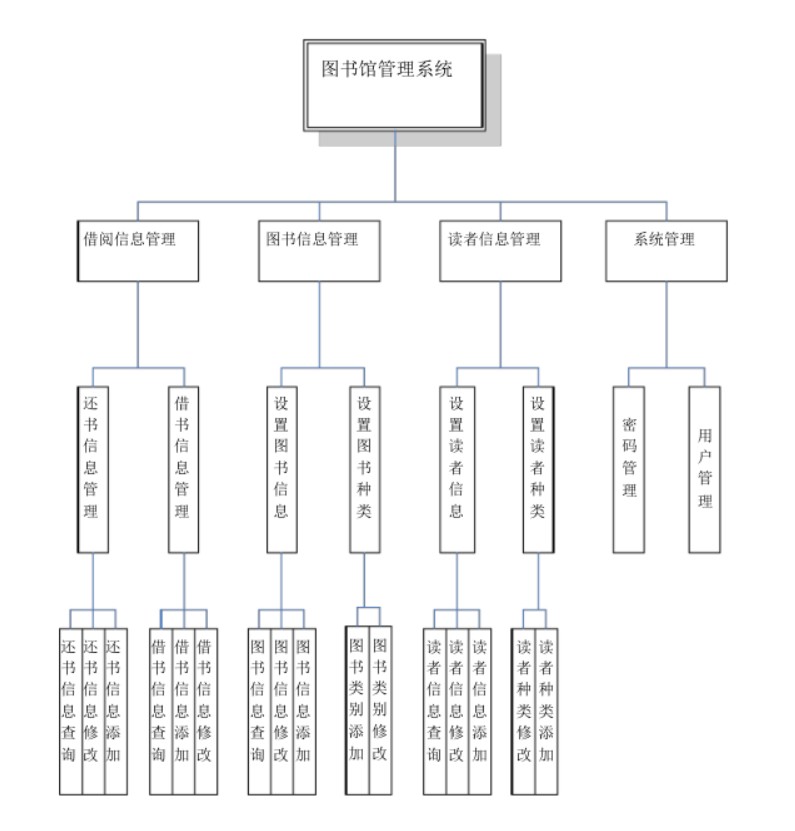 图书馆管理系统
借阅信息管理
图书信息管理
读者信息管理
系统管理
还书信息管理
借书信息管理
设置图书信息
设置图书种类
设置读者信息
设置读者种类
密码管理
用户管理
还书信息查询
还书信息修改
还书信息添加
借书信息查询
借书信息添加
借书信息修改
图书信息查询
图书信息修改
图书信息添加
图书类别添加
图书类别修改
读者信息查询
读者信息修改
读者信息添加
读者种类修改
读者种类添加